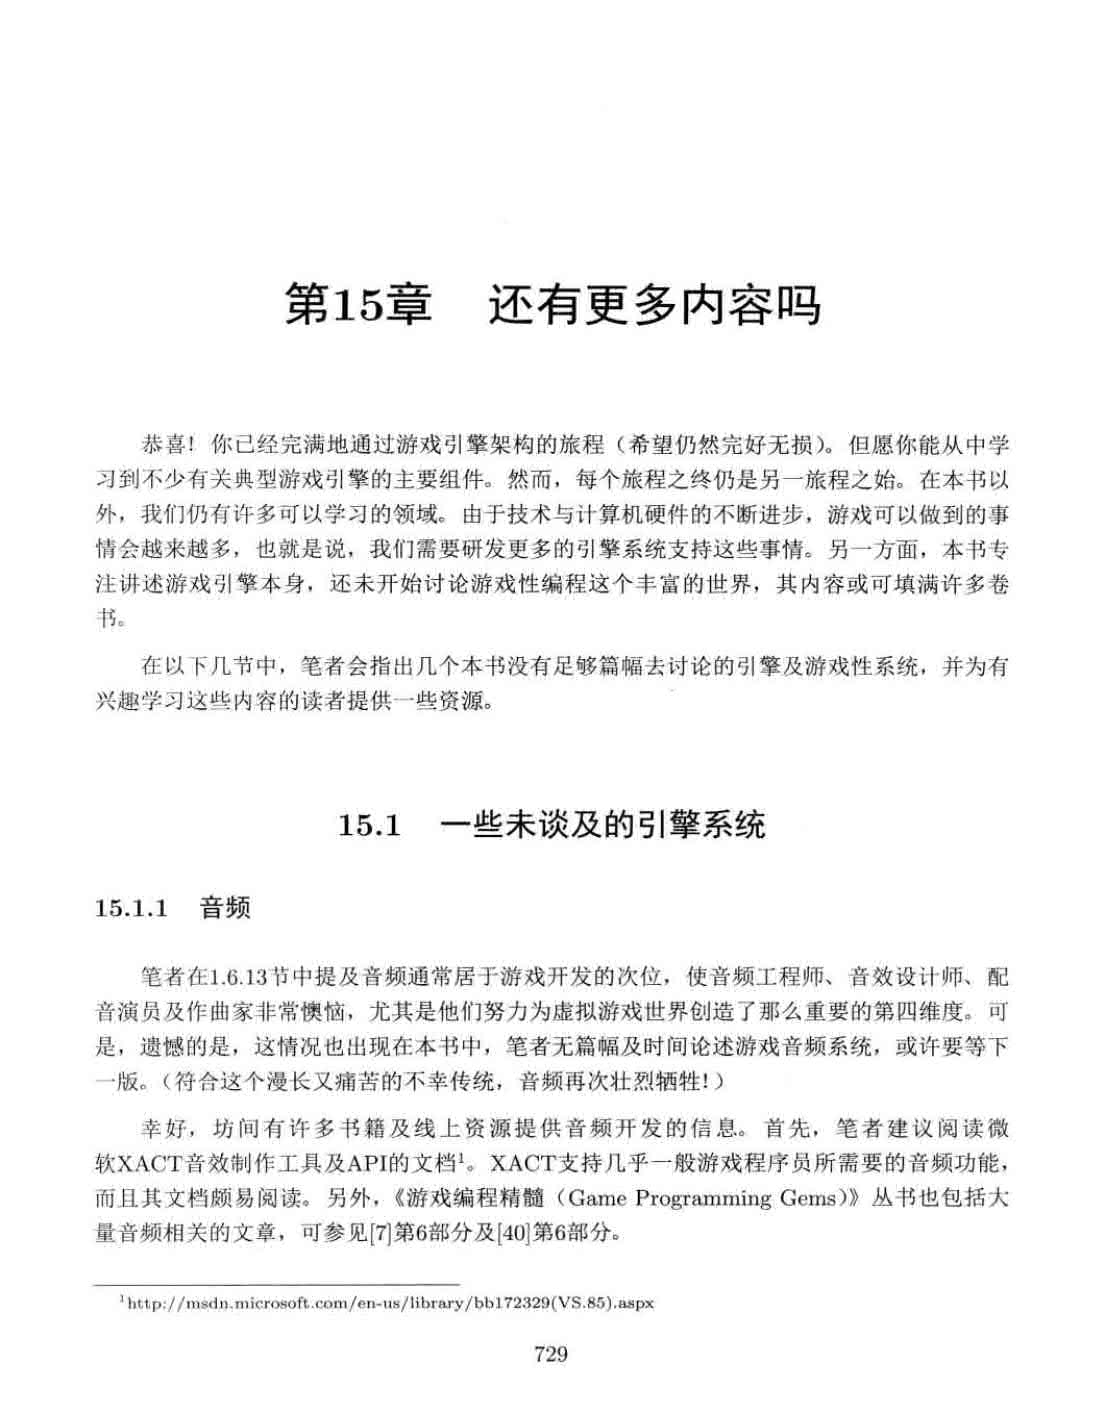 第15章 还有更多内容吗
恭喜！你已经完满地通过游戏引擎架构的旅程（希望仍然完好无损）。但愿你能从中学
习到不少有关典型游戏引擎的主要组件。然而，每个旅程之终仍是另一旅程之始。在本书以
外，我们仍有许多可以学习的领域。由于技术与计算机硬件的不断进步，游戏可以做到的事
情会越来越多，也就是说，我们需要研发更多的引擎系统支持这些事情。另一方面，本书专
注讲述游戏引擎本身，还未开始讨论游戏性编程这个丰富的世界，其内容或可填满许多卷
书。
在以下几节中，笔者会指出几个本书没有足够篇幅去讨论的引擎及游戏性系统，并为有
兴趣学习这些内容的读者提供一些资源。
15.1 一些未谈及的引擎系统
15.1.1 音频
笔者在1.6.13节中提及音频通常居于游戏开发的次位，使音频工程师、音效设计师、配
音演员及作曲家非常懊恼，尤其是他们努力为虚拟游戏世界创造了那么重要的第四维度。可
是，遗憾的是，这情况也出现在本书中，笔者无篇幅及时间论述游戏音频系统，或许要等下
一版。（符合这个漫长又痛苦的不幸传统，音频再次壮烈牺牲！）
幸好，坊间有许多书籍及线上资源提供音频开发的信息。首先，笔者建议阅读微
软XACT音效制作工具及API的文档¹。XACT支持几乎一般游戏程序员所需要的音频功能，
而且其文档颇易阅读。另外，《游戏编程精髓（Game Programming Gems）》丛书也包括大
量音频相关的文章，可参见[7]第6部分及[40]第6部分。
¹http://msdn.microsoft.com/en-us/library/bb172329(VS.85).aspx
729